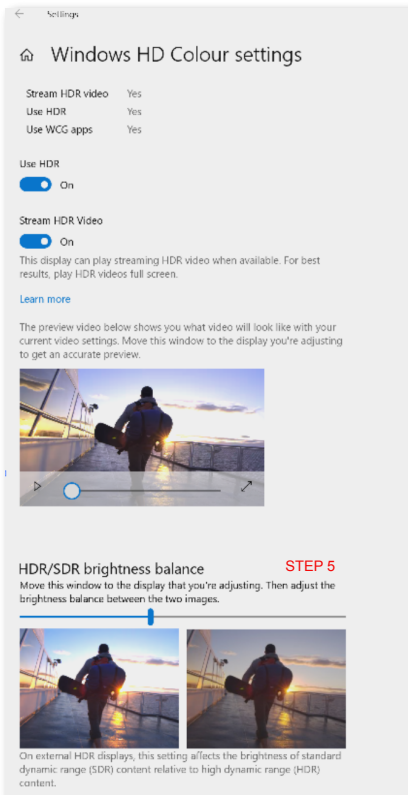 Settings
Windows HD Colour settings
Stream HDR video Yes
Use HDR Yes
Use WCG apps Yes
Use HDR
On
Stream HDR Video
On
This display can play streaming HDR video when available. For best
results, play HDR videos full screen.
Learn more
The preview video below shows you what video will look like with your
current video settings. Move this window to the display you're adjusting
to get an accurate preview.
HDR/SDR brightness balance STEP 5
Move this window to the display that you're adjusting. Then adjust the
brightness balance between the two images.
On external HDR displays, this setting affects the brightness of standard
dynamic range (SDR) content relative to high dynamic range (HDR)
content.